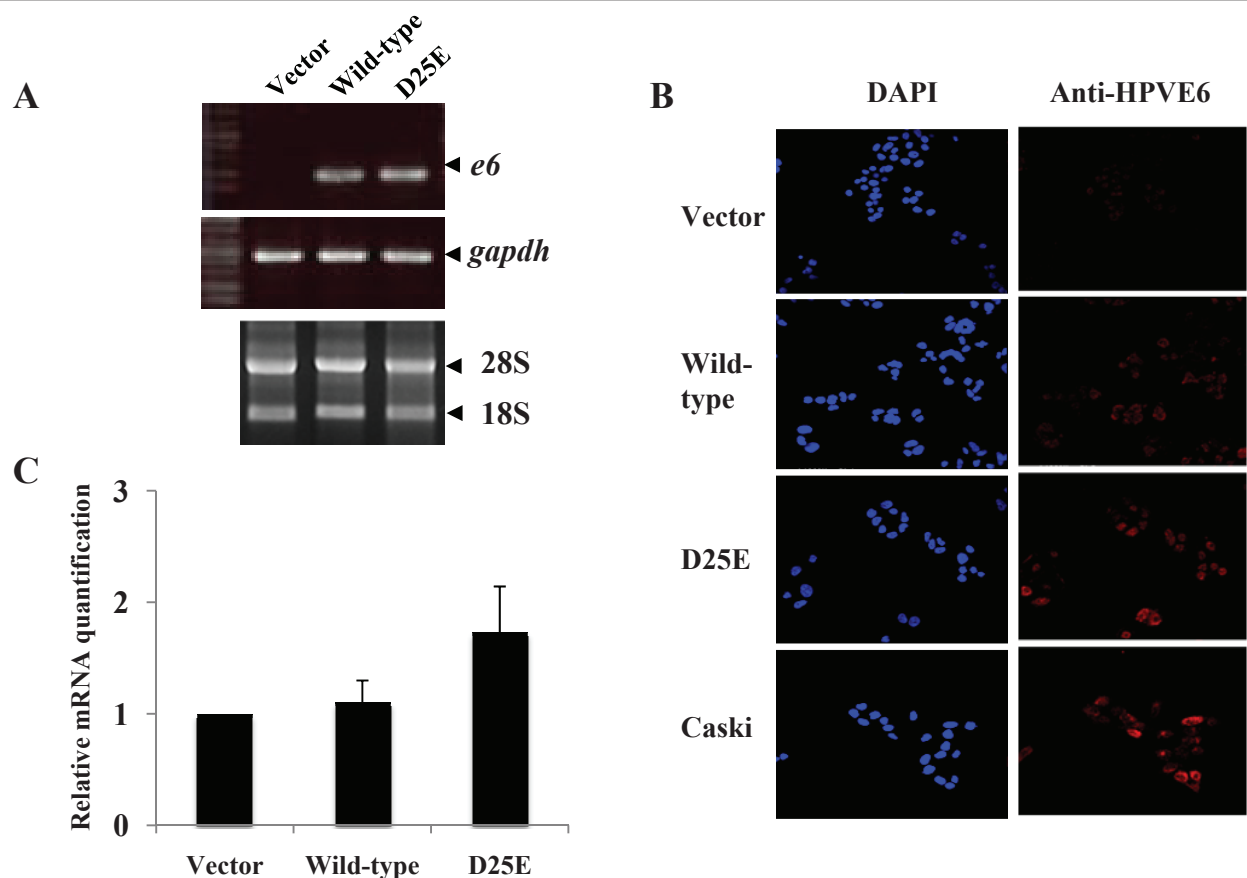 A
Vector
Wild-type
D25E
e6
gapdh
28S
18S
B
DAPI
Anti-HPVE6
Vector
Wild-
type
D25E
Caski
C
Relative mRNA quantification
3
2
1
0
Vector
Wild-type
D25E